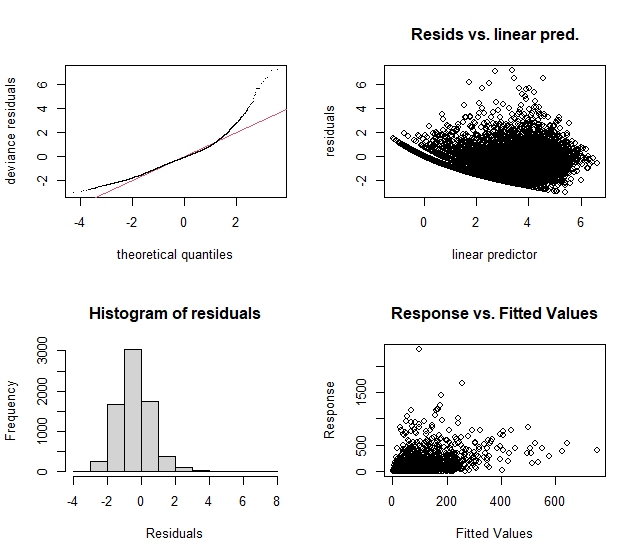 deviance residuals
6
4
2
0
-2
-4 -2 0 2
theoretical quantiles
Resids vs. linear pred.
residuals
6
4
2
0
-2
0 2 4 6
linear predictor
Histogram of residuals
Frequency
3000
2000
1000
0
-4 -2 0 2 4 6 8
Residuals
Response vs. Fitted Values
Response
1500
500
0
0 200 400 600
Fitted Values